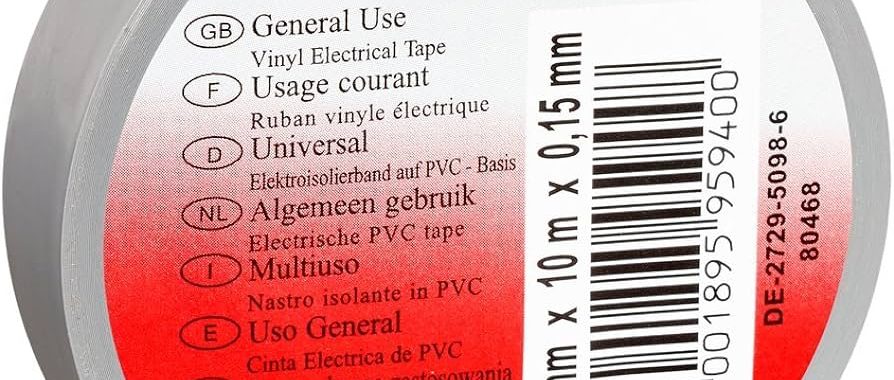 GB General Use
Vinyl Electrical Tape
F Usage courant
Ruban vinyle électrique
D Universal
Elektroisolierband auf PVC - Basis
NL Algemeen gebruik
Electrische PVC tape
I Multiuso
Nastro isolante in PVC
E Uso General
Cinta Electrica de PVC
x 10 m x 0,15 mm
001895 959400
DE-2729-5098-6
80468